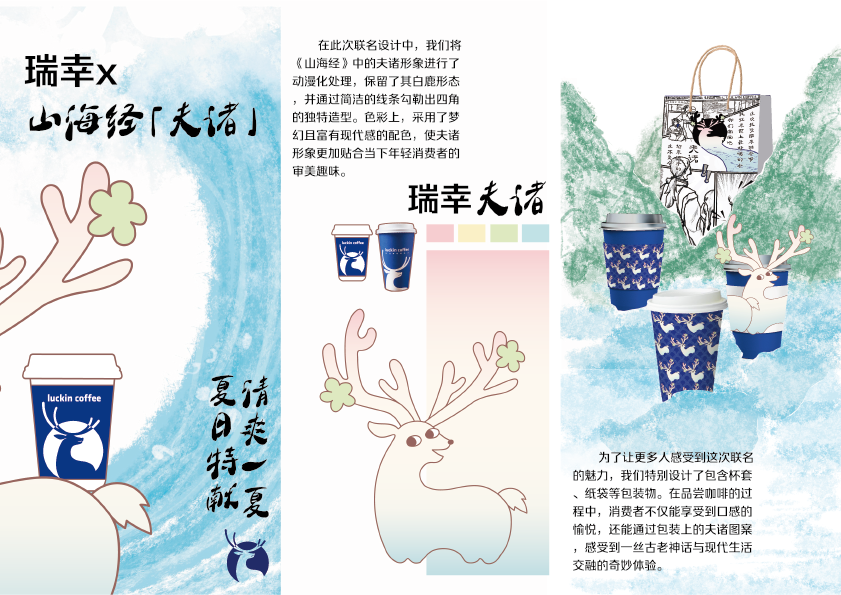 瑞幸x
山海经「夫诸」
luckin coffee
清爽一夏
夏日特献
在此次联名设计中，我们将
《山海经》中的夫诸形象进行了
动漫化处理，保留了其白鹿形态
，并通过简洁的线条勾勒出四角
的独特造型。色彩上，采用了梦
幻且富有现代感的配色，使夫诸
形象更加贴合当下年轻消费者的
审美趣味。
瑞幸夫诸
luckin coffee
luckin coffee
为了让更多人感受到这次联名
的魅力，我们特别设计了包含杯套
、纸袋等包装物。在品尝咖啡的过
程中，消费者不仅能享受到口感的
愉悦，还能通过包装上的夫诸图案
，感受到一丝古老神话与现代生活
交融的奇妙体验。